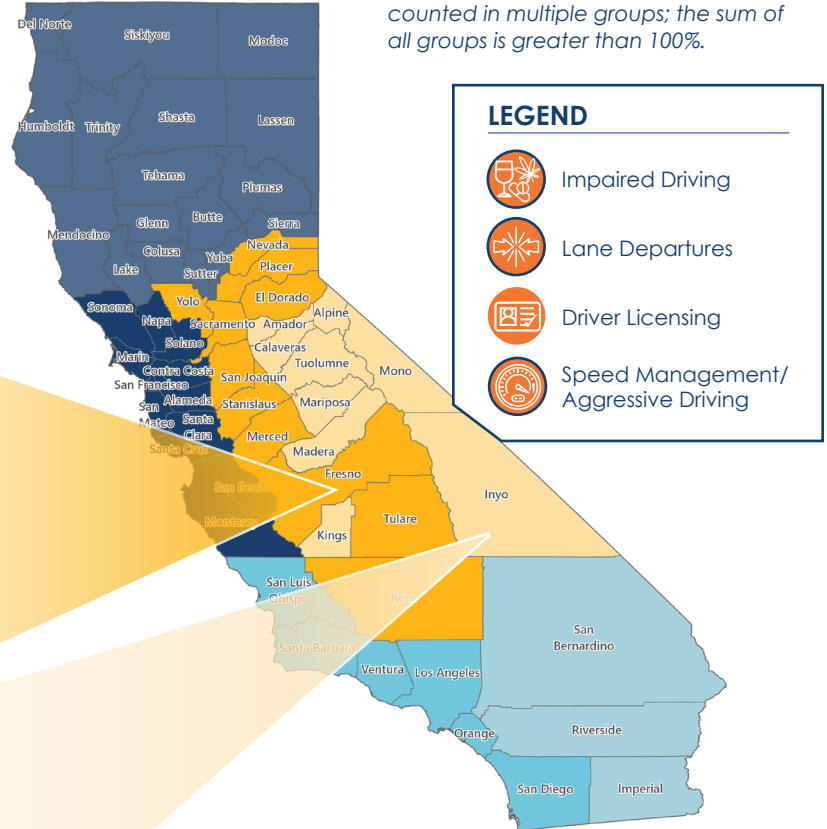 counted in multiple groups; the sum of
all groups is greater than 100%.
LEGEND
Impaired Driving
Lane Departures
Driver Licensing
Speed Management/
Aggressive Driving
Del Norte
Siskiyou
Modoc
Humboldt
Trinity
Shasta
Lassen
Tehama
Plumas
Mendocino
Glenn
Butte
Sierra
Colusa
Yuba
Nevada
Lake
Sutter
Placer
Sonoma
Napa
Yolo
El Dorado
Alpine
Solano
Sacramento
Amador
Marin
Calaveras
Contra Costa
Tuolumne
Mono
San Francisco
San Joaquin
Alameda
San
Mateo
Santa
Clara
Stanislaus
Mariposa
Santa Cruz
Merced
Madera
San Benito
Fresno
Inyo
Monterey
Kings
Tulare
San Luis
Obispo
Kern
Santa Barbara
Ventura
Los Angeles
San
Bernardino
Orange
Riverside
San Diego
Imperial